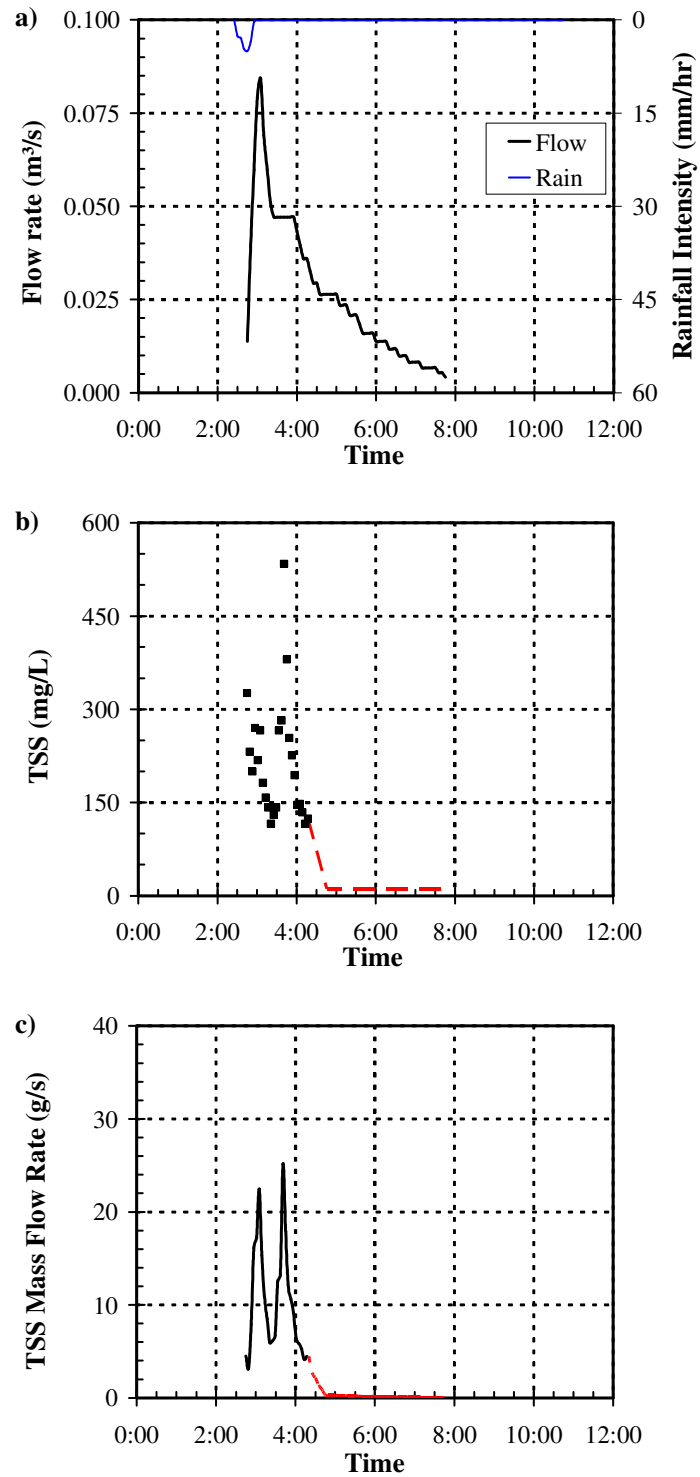 a)
0.100
0.075
0.050
0.025
0.000
Flow rate (m³/s)
0
15
30
45
60
Rainfall Intensity (mm/hr)
Flow
Rain
0:00 2:00 4:00 6:00 8:00 10:00 12:00
Time
b)
600
450
300
150
0
TSS (mg/L)
0:00 2:00 4:00 6:00 8:00 10:00 12:00
Time
c)
40
30
20
10
0
TSS Mass Flow Rate (g/s)
0:00 2:00 4:00 6:00 8:00 10:00 12:00
Time